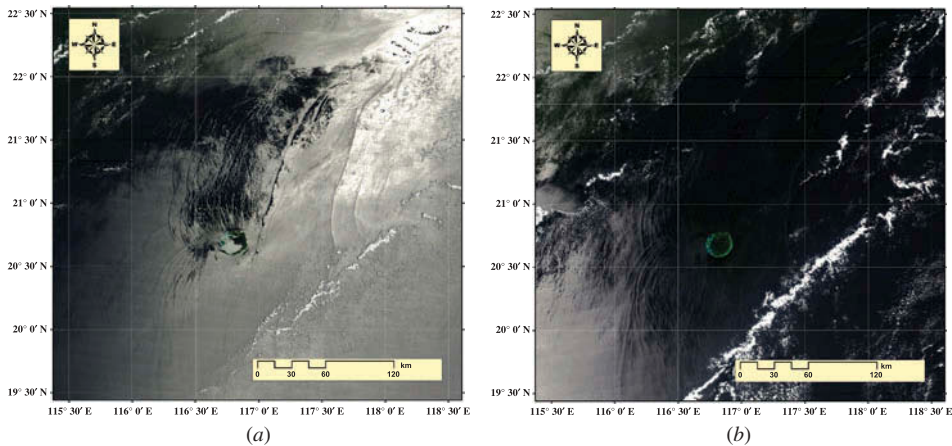 22° 30′ N
22° 0′ N
21° 30′ N
21° 0′ N
20° 30′ N
20° 0′ N
19° 30′ N
N
W E
S
km
0 30 60 120
115° 30′ E 116° 0′ E 116° 30′ E 117° 0′ E 117° 30′ E 118° 0′ E 118° 30′ E
(a)
22° 30′ N
22° 0′ N
21° 30′ N
21° 0′ N
20° 30′ N
20° 0′ N
19° 30′ N
N
W E
S
km
0 30 60 120
115° 30′ E 116° 0′ E 116° 30′ E 117° 0′ E 117° 30′ E 118° 0′ E 118° 30′ E
(b)